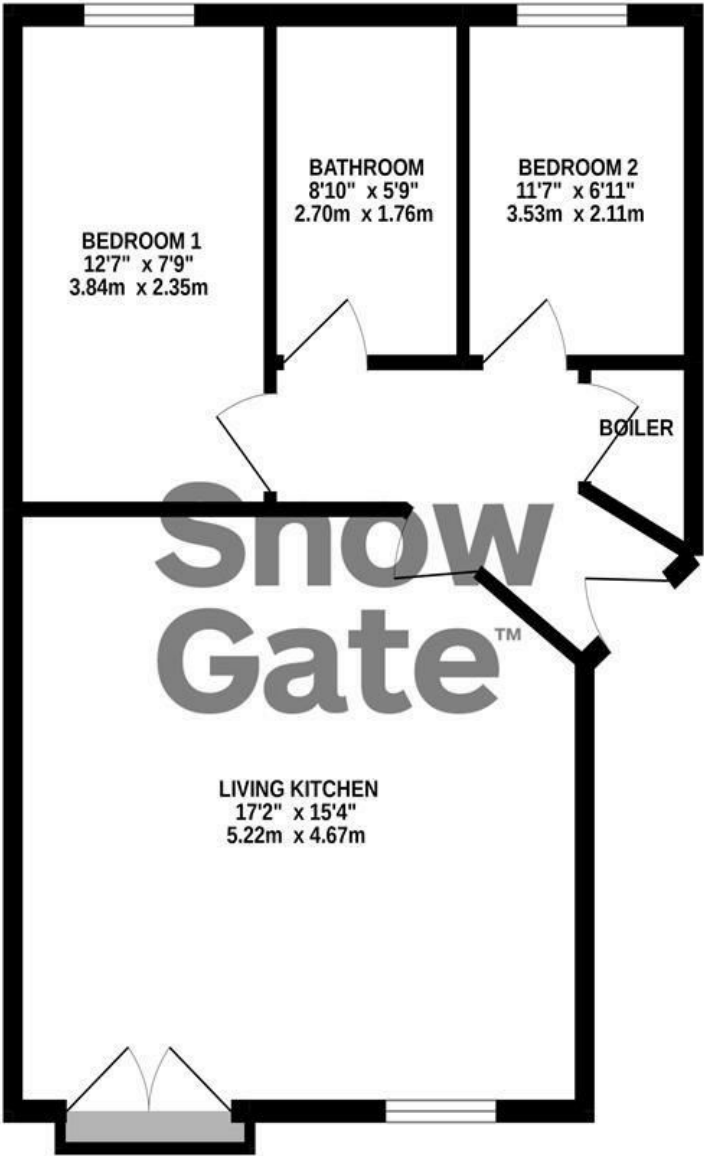 BATHROOM
8'10" x 5'9"
2.70m x 1.76m
BEDROOM 2
11'7" x 6'11"
3.53m x 2.11m
BEDROOM 1
12'7" x 7'9"
3.84m x 2.35m
BOILER
Snow
Gate™
LIVING KITCHEN
17'2" x 15'4"
5.22m x 4.67m